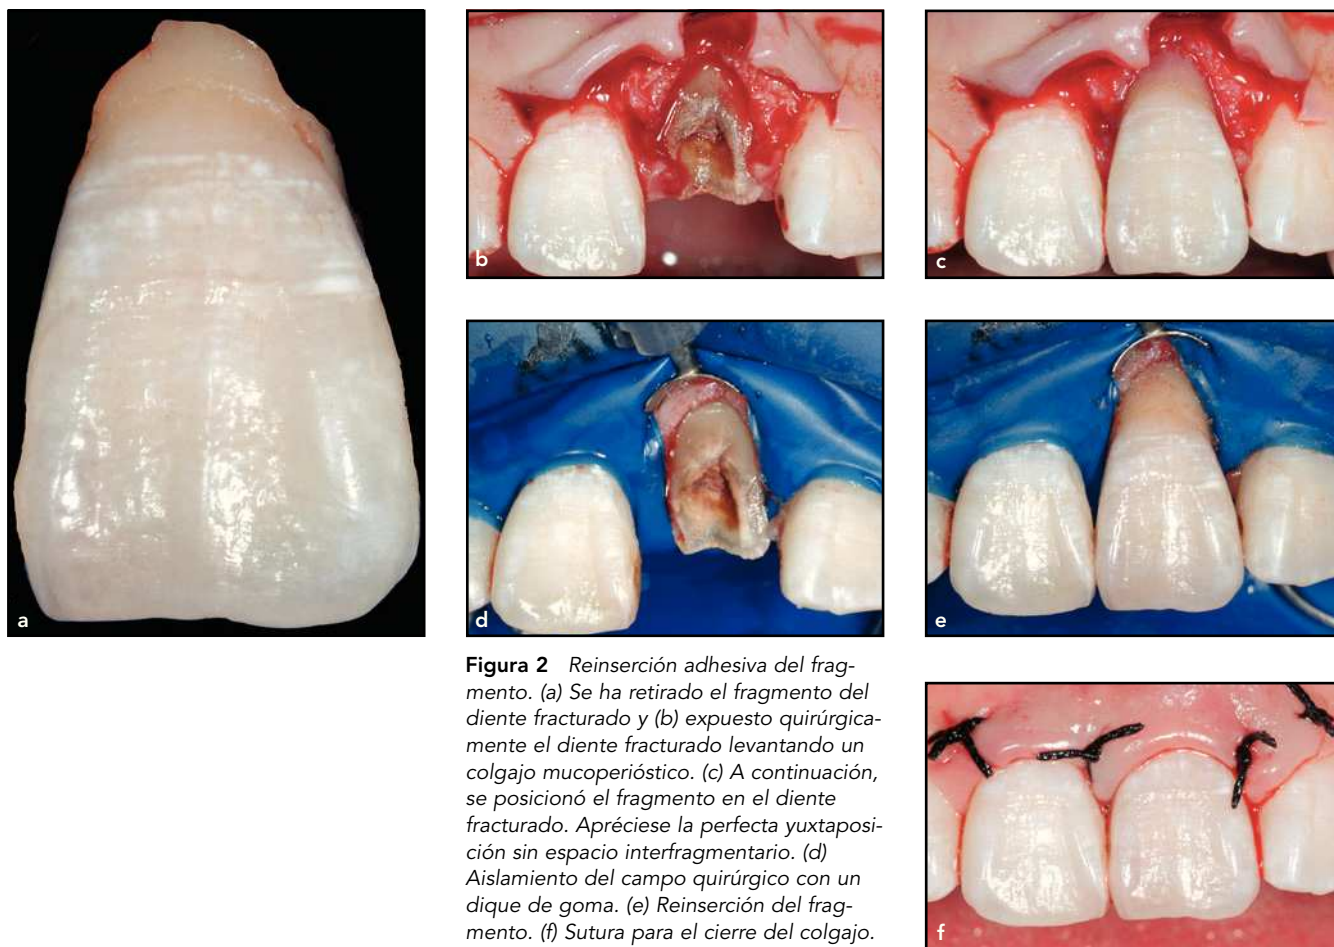 a
b
c
d
e
Figura 2 Reinserción adhesiva del frag-
mento. (a) Se ha retirado el fragmento del
diente fracturado y (b) expuesto quirúrgica-
mente el diente fracturado levantando un
colgajo mucoperióstico. (c) A continuación,
se posicionó el fragmento en el diente
fracturado. Apréciese la perfecta yuxtaposi-
ción sin espacio interfragmentario. (d)
Aislamiento del campo quirúrgico con un
dique de goma. (e) Reinserción del frag-
mento. (f) Sutura para el cierre del colgajo.
f